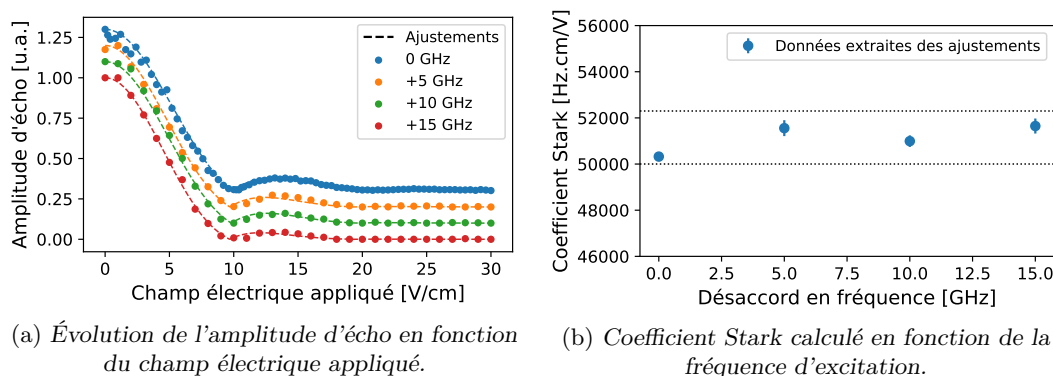 Amplitude d'écho [u.a.]
1.25
1.00
0.75
0.50
0.25
0.00
Ajustements
0 GHz
+5 GHz
+10 GHz
+15 GHz
0
5
10
15
20
25
30
Champ électrique appliqué [V/cm]
(a) Évolution de l'amplitude d'écho en fonction
du champ électrique appliqué.
Coefficient Stark [Hz.cm/V]
56000
54000
52000
50000
48000
46000
Données extraites des ajustements
0.0
2.5
5.0
7.5
10.0
12.5
15.0
Désaccord en fréquence [GHz]
(b) Coefficient Stark calculé en fonction de la
fréquence d'excitation.